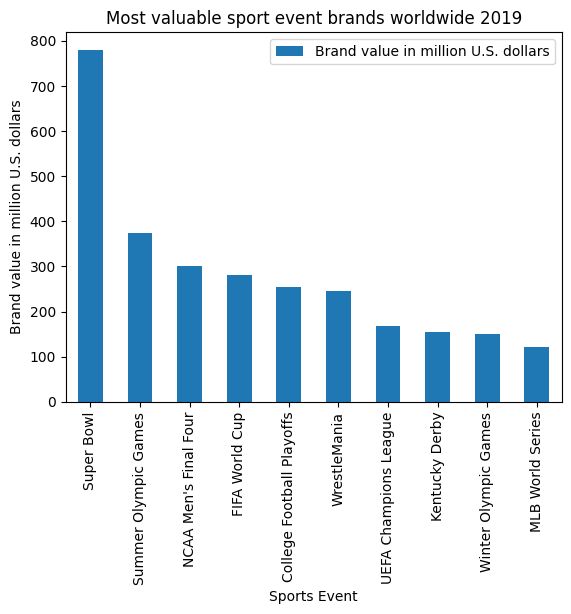 Most valuable sport event brands worldwide 2019
Brand value in million U.S. dollars
Brand value in million U.S. dollars
800
700
600
500
400
300
200
100
0
Super Bowl
Summer Olympic Games
NCAA Men's Final Four
FIFA World Cup
College Football Playoffs
WrestleMania
UEFA Champions League
Kentucky Derby
Winter Olympic Games
MLB World Series
Sports Event